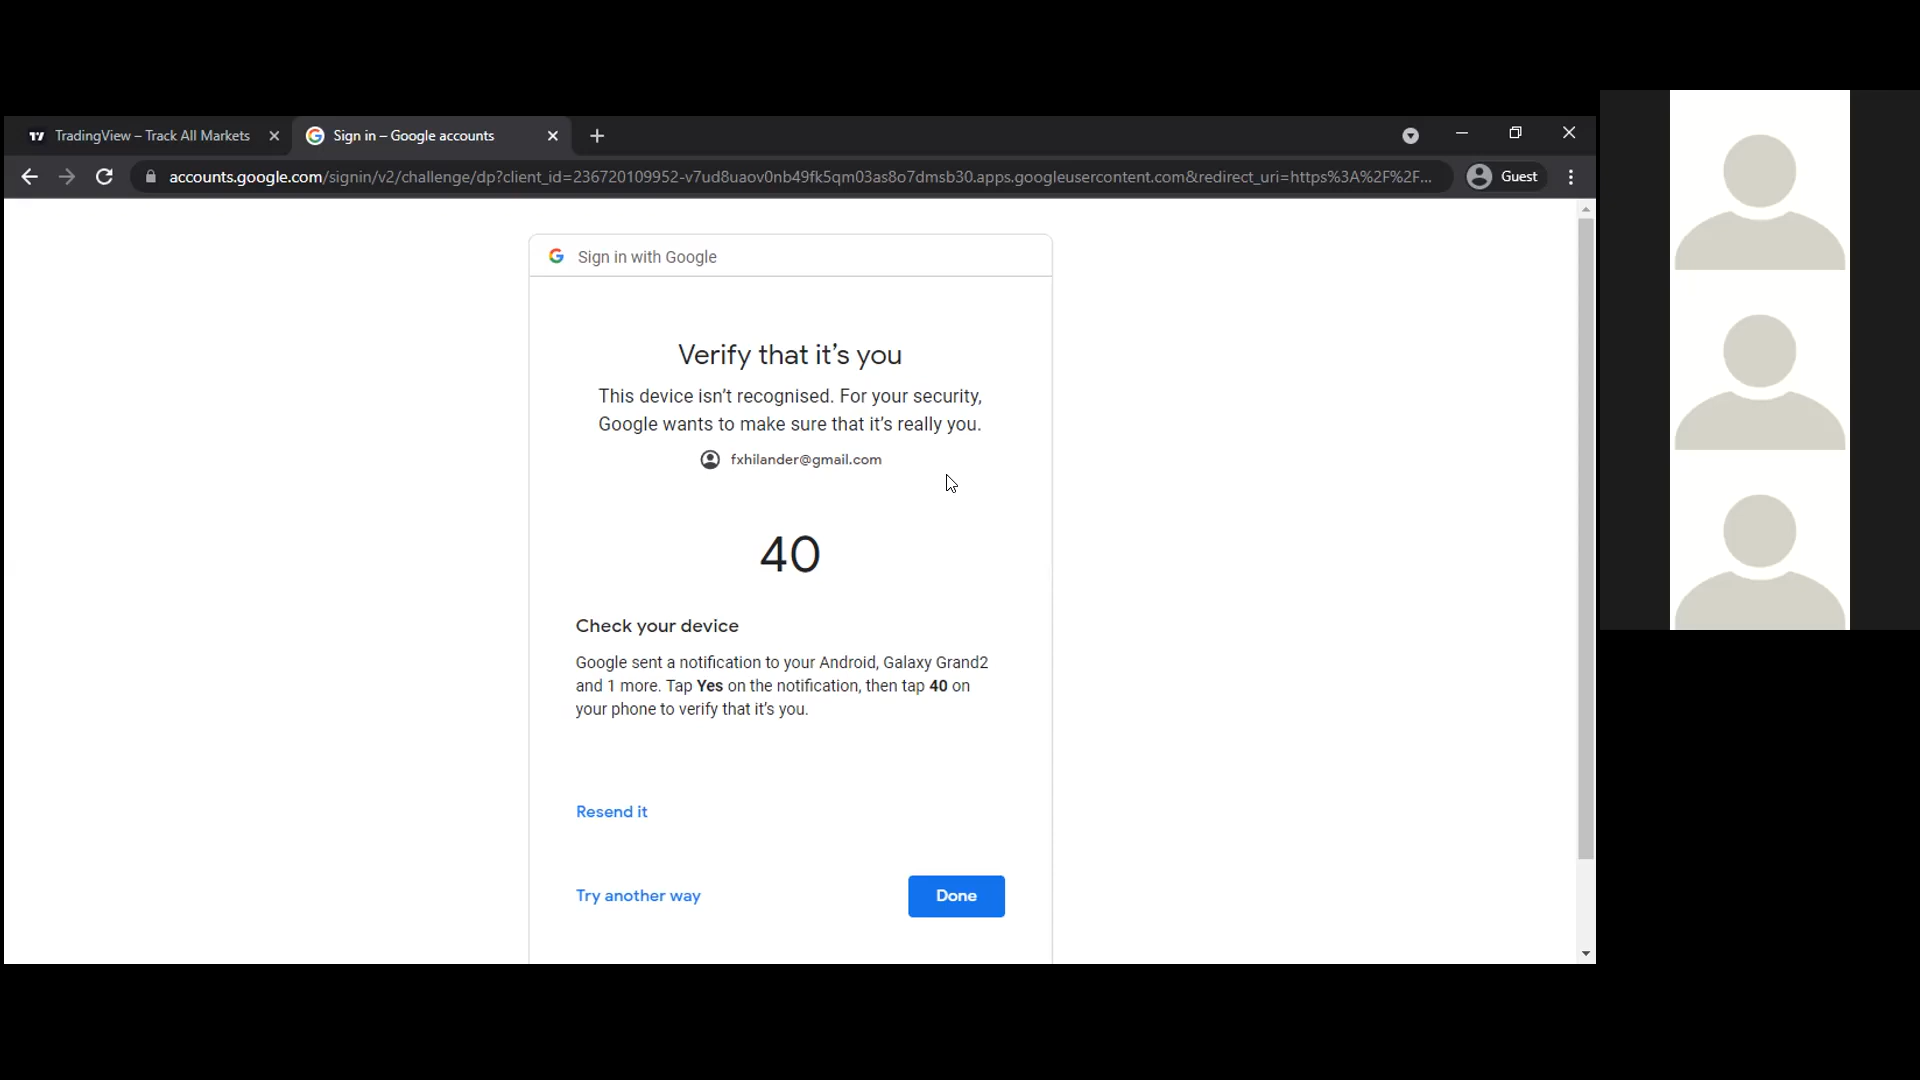 TradingView – Track All Markets
Sign in – Google accounts
accounts.google.com/signin/v2/challenge/dp?client_id=236720109952-v7ud8uaov0nb49fk5qm03as8o7dmsb30.apps.googleusercontent.com&redirect_uri=https%3A%2F%2F...
Guest
Sign in with Google
Verify that it's you
This device isn't recognised. For your security,
Google wants to make sure that it's really you.
fxhilander@gmail.com
40
Check your device
Google sent a notification to your Android, Galaxy Grand2
and 1 more. Tap Yes on the notification, then tap 40 on
your phone to verify that it's you.
Resend it
Try another way
Done